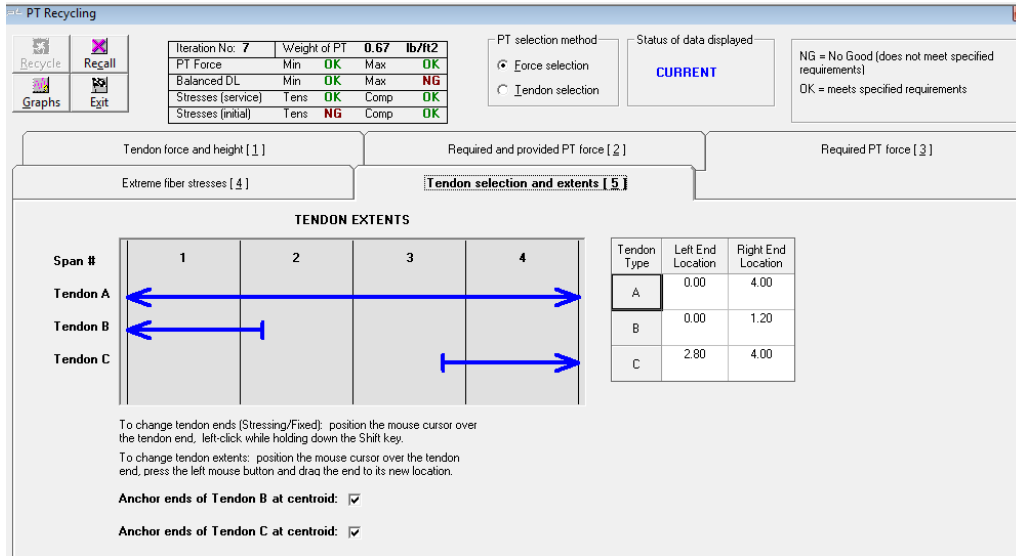 PT Recycling
Recycle
Recall
Graphs
Exit
Iteration No: 7 Weight of PT 0.67 lb/ft2
PT Force Min OK Max OK
Balanced DL Min OK Max NG
Stresses (service) Tens OK Comp OK
Stresses (initial) Tens NG Comp OK
PT selection method
Force selection
Tendon selection
Status of data displayed
CURRENT
NG = No Good (does not meet specified
requirements)
OK = meets specified requirements
Tendon force and height [ 1 ]
Required and provided PT force [ 2 ]
Required PT force [ 3 ]
Extreme fiber stresses [ 4 ]
Tendon selection and extents [ 5 ]
TENDON EXTENTS
Span # 1 2 3 4
Tendon A
Tendon B
Tendon C
Tendon Type Left End Location Right End Location
A 0.00 4.00
B 0.00 1.20
C 2.80 4.00
To change tendon ends (Stressing/Fixed): position the mouse cursor over
the tendon end, left-click while holding down the Shift key.
To change tendon extents: position the mouse cursor over the tendon
end, press the left mouse button and drag the end to its new location.
Anchor ends of Tendon B at centroid:
Anchor ends of Tendon C at centroid: